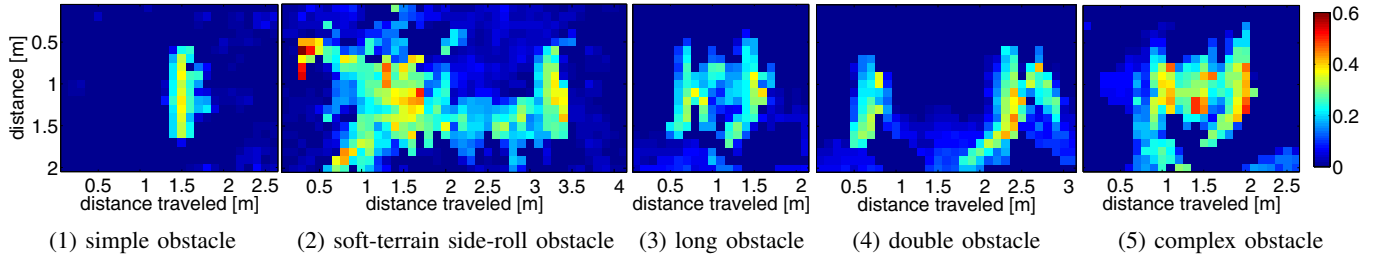 distance [m]
0.5
1
1.5
2
0.5 1 1.5 2 2.5
distance traveled [m]
(1) simple obstacle
0.5 1 1.5 2 2.5 3 3.5 4
distance traveled [m]
(2) soft-terrain side-roll obstacle
0.5 1 1.5 2
distance traveled [m]
(3) long obstacle
0.5 1 1.5 2 2.5 3
distance traveled [m]
(4) double obstacle
0.5 1 1.5 2 2.5
distance traveled [m]
(5) complex obstacle
0.6
0.4
0.2
0